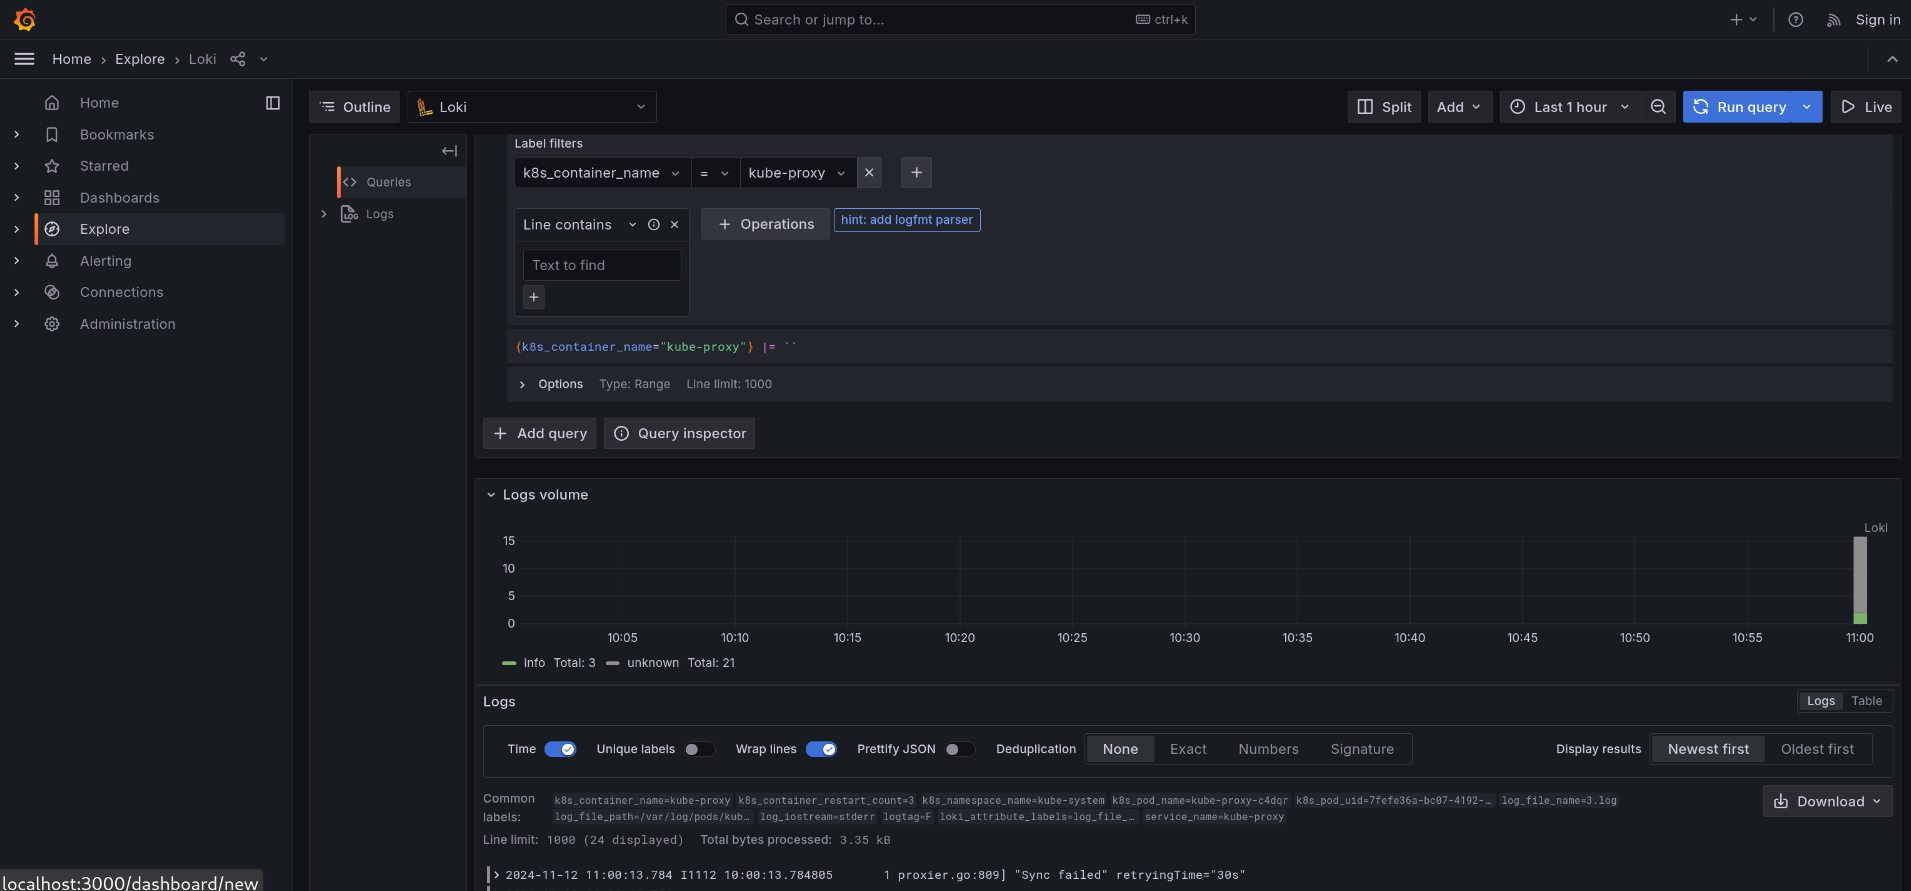 Search or jump to... ctrl+k Sign in
Home › Explore › Loki
Home
Bookmarks
Starred
Dashboards
Explore
Alerting
Connections
Administration
Outline Loki Split Add Last 1 hour Run query Live
Queries
Logs
Label filters
k8s_container_name = kube-proxy
Line contains + Operations hint: add logfmt parser
Text to find
{k8s_container_name="kube-proxy"} |= ``
Options Type: Range Line limit: 1000
+ Add query Query inspector
Logs volume
Loki
15
10
5
0
10:05 10:10 10:15 10:20 10:25 10:30 10:35 10:40 10:45 10:50 10:55 11:00
info Total: 3 unknown Total: 21
Logs Logs Table
Time Unique labels Wrap lines Prettify JSON Deduplication None Exact Numbers Signature Display results Newest first Oldest first
Common labels: k8s_container_name=kube-proxy k8s_container_restart_count=3 k8s_namespace_name=kube-system k8s_pod_name=kube-proxy-c4dqr k8s_pod_uid=7fefe36a-bc07-4192-… log_file_name=3.log
log_file_path=/var/log/pods/kub… log_iostream=stderr logtag=F loki_attribute_labels=log_file_… service_name=kube-proxy
Download
Line limit: 1000 (24 displayed) Total bytes processed: 3.35 kB
2024-11-12 11:00:13.784 I1112 10:00:13.784805 1 proxier.go:809] "Sync failed" retryingTime="30s"
localhost:3000/dashboard/new